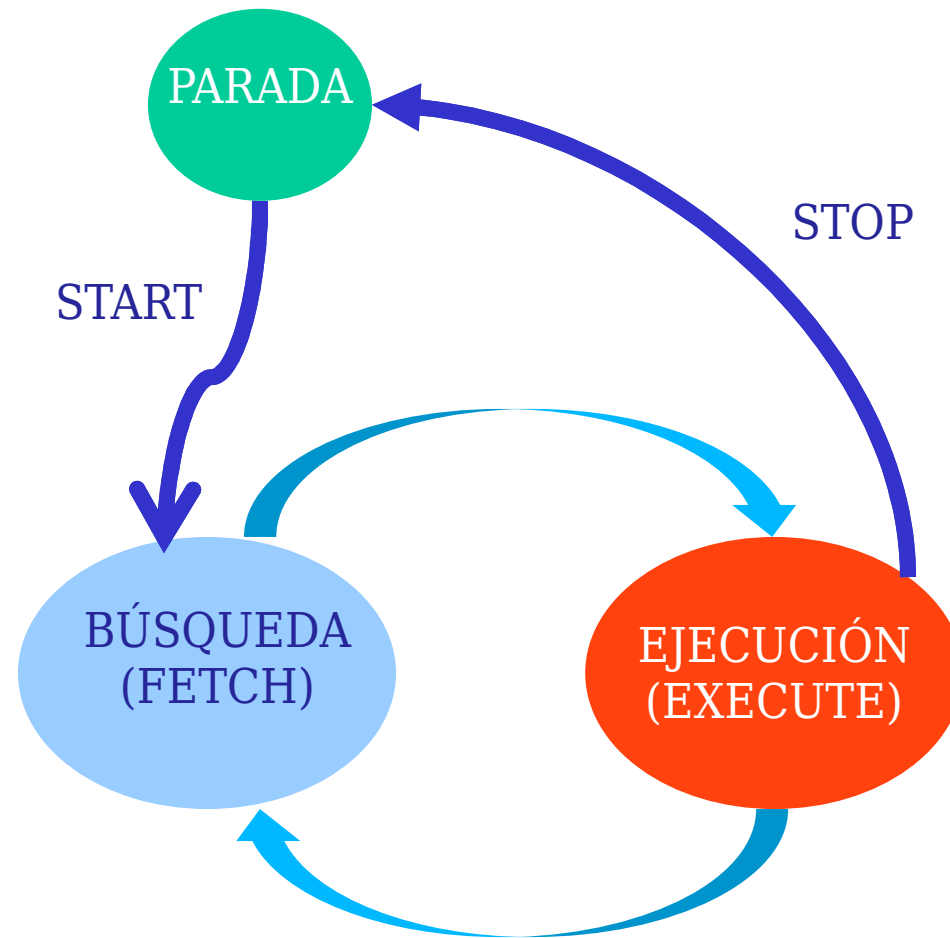 PARADA
STOP
START
BÚSQUEDA
(FETCH)
EJECUCIÓN
(EXECUTE)